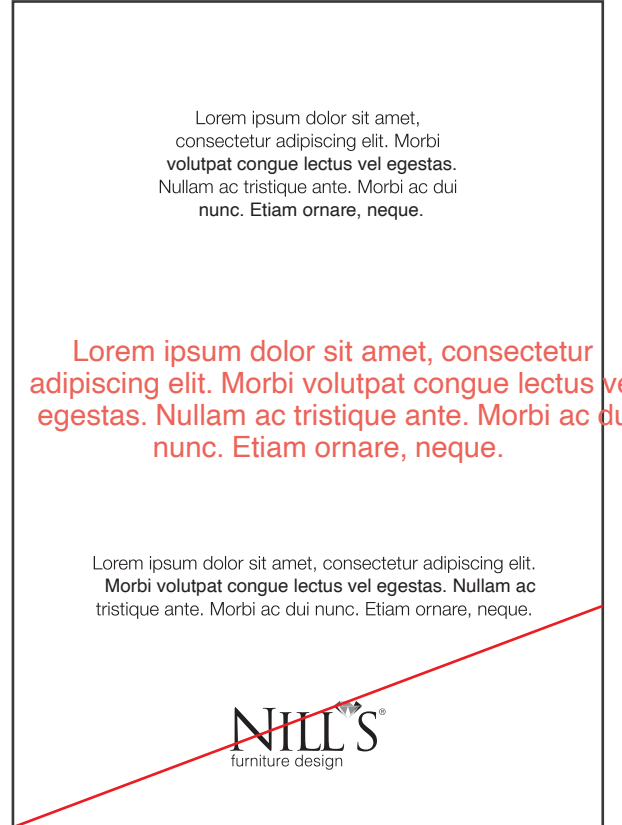 Lorem ipsum dolor sit amet,
consectetur adipiscing elit. Morbi
volutpat congue lectus vel egestas.
Nullam ac tristique ante. Morbi ac dui
nunc. Etiam ornare, neque.
Lorem ipsum dolor sit amet, consectetur
adipiscing elit. Morbi volutpat congue lectus
egestas. Nullam ac tristique ante. Morbi ac
nunc. Etiam ornare, neque.
Lorem ipsum dolor sit amet, consectetur adipiscing elit.
Morbi volutpat congue lectus vel egestas. Nullam ac
tristique ante. Morbi ac dui nunc. Etiam ornare, neque.
NILL'S®
furniture design